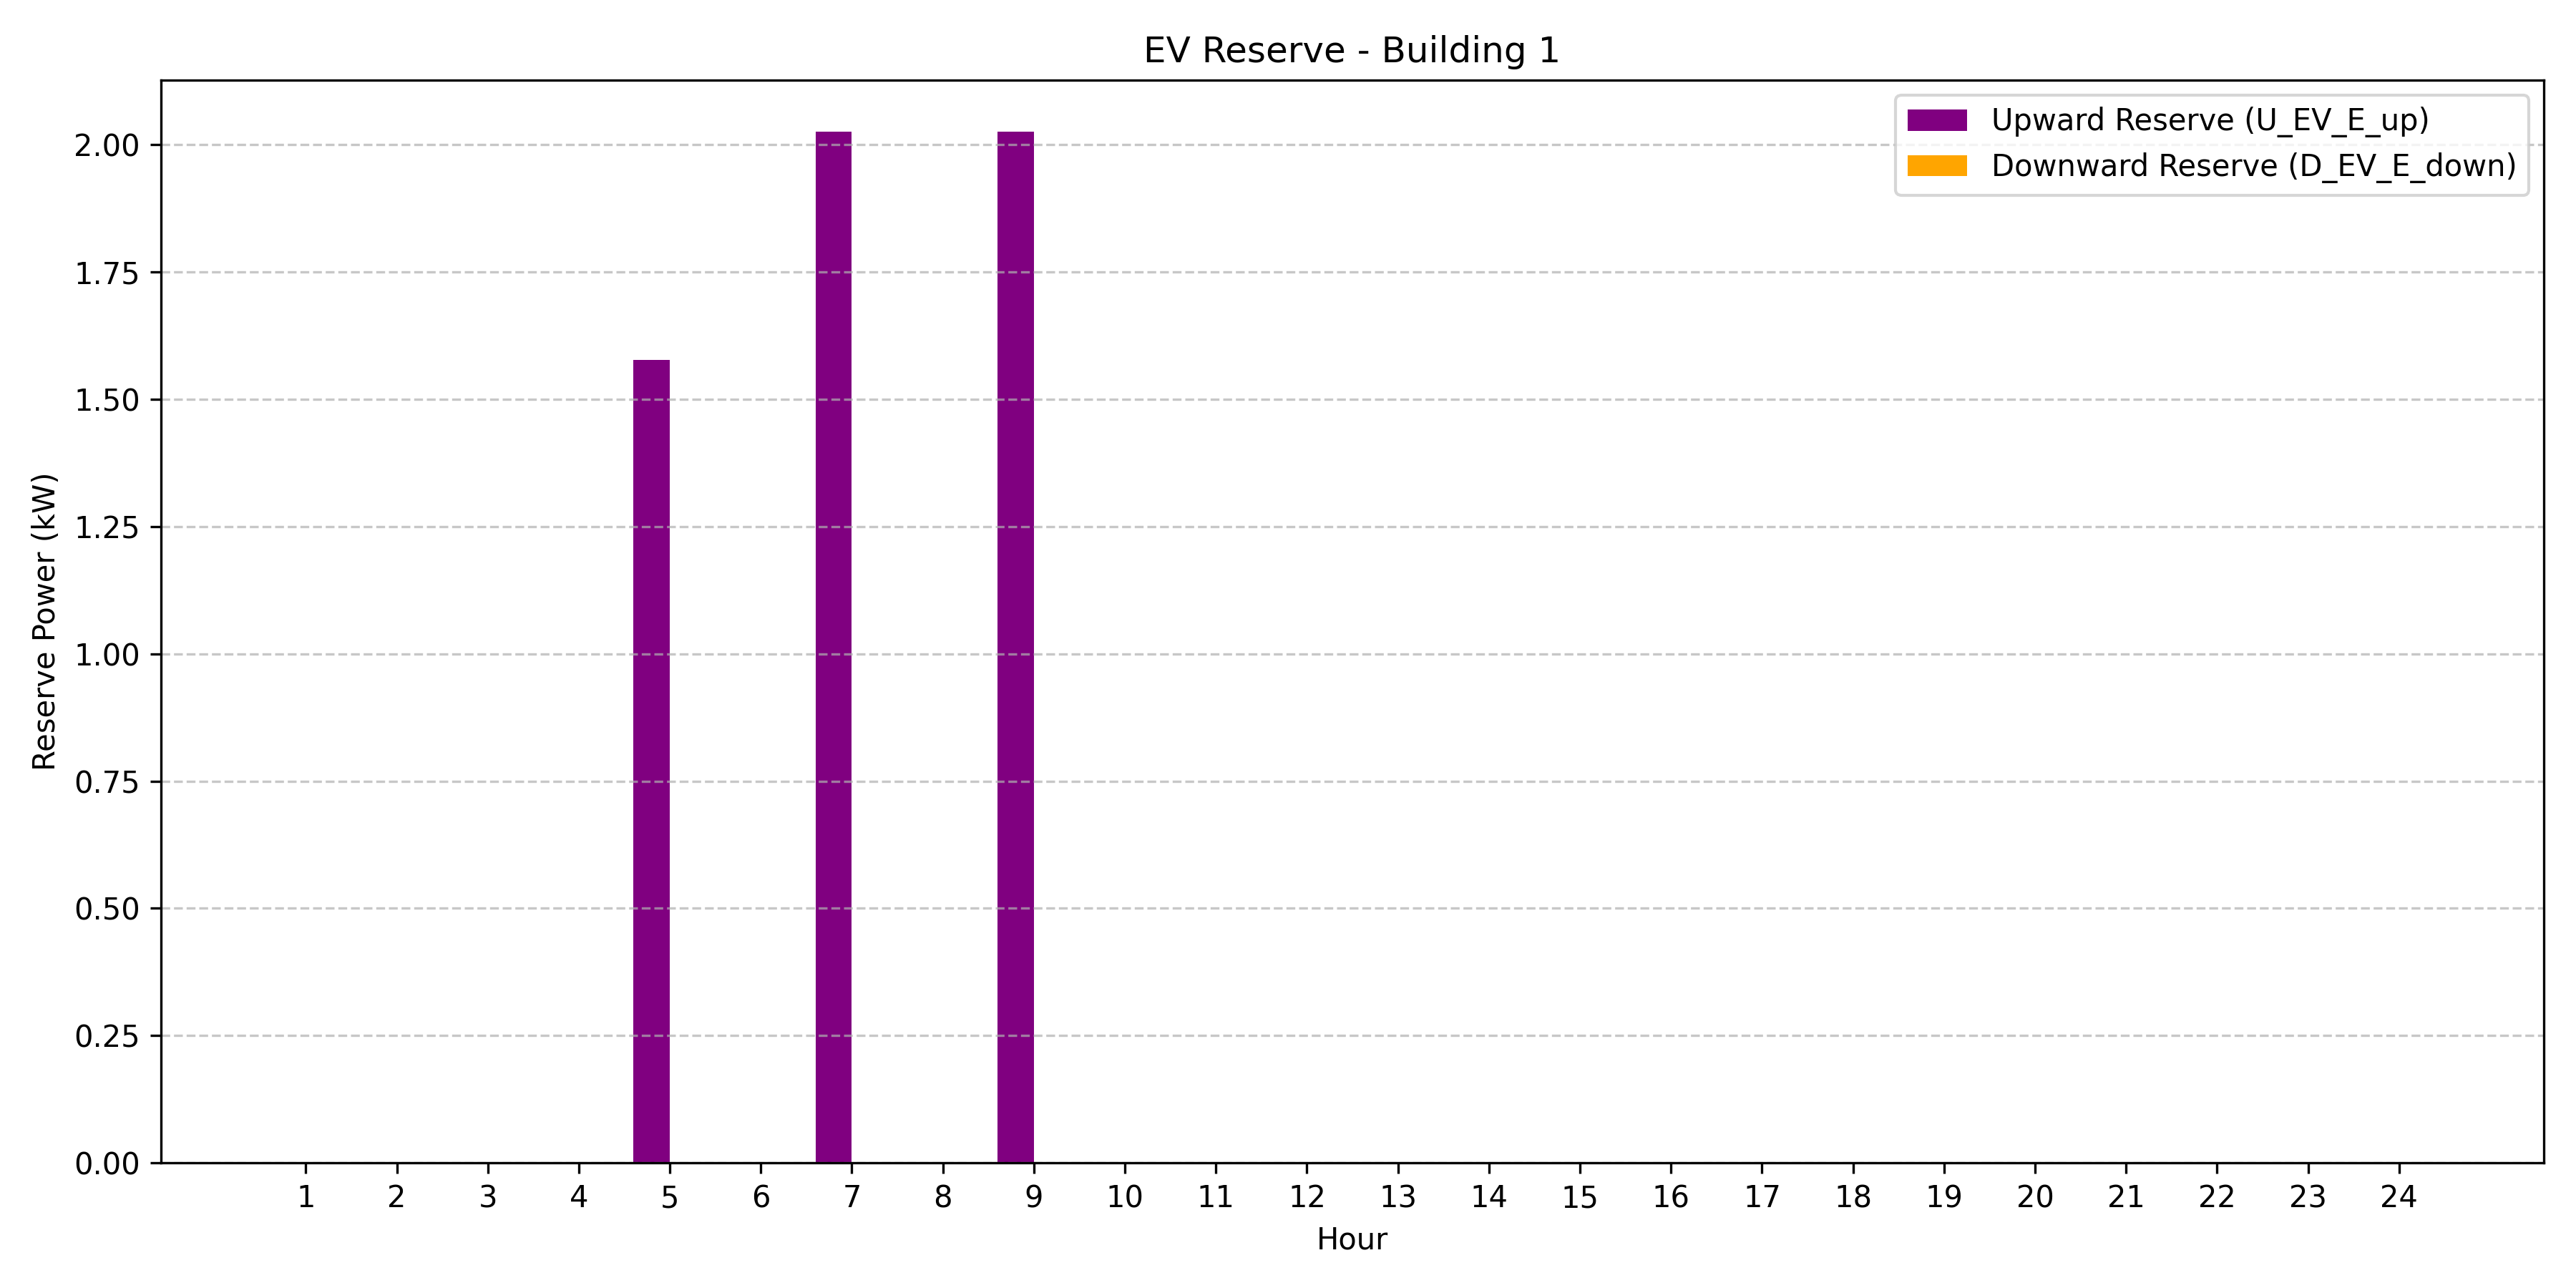 EV Reserve - Building 1
Upward Reserve (U_EV_E_up)
Downward Reserve (D_EV_E_down)
Reserve Power (kW)
2.00
1.75
1.50
1.25
1.00
0.75
0.50
0.25
0.00
1 2 3 4 5 6 7 8 9 10 11 12 13 14 15 16 17 18 19 20 21 22 23 24
Hour